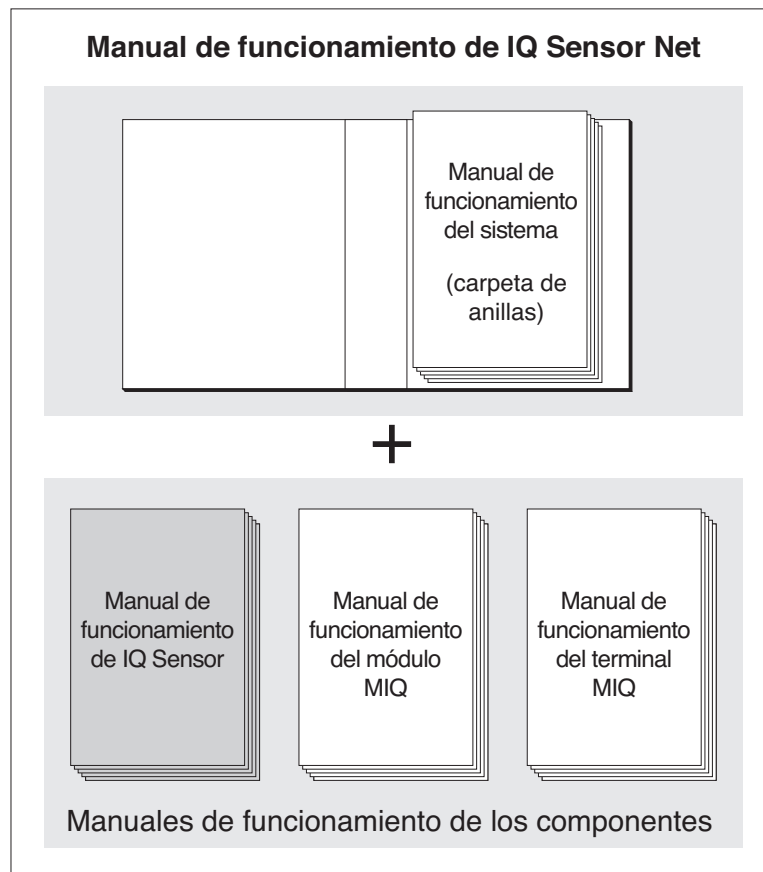 Manual de funcionamiento de IQ Sensor Net
Manual de
funcionamiento
del sistema
(carpeta de
anillas)
+
Manual de
funcionamiento
de IQ Sensor
Manual de
funcionamiento
del módulo
MIQ
Manual de
funcionamiento
del terminal
MIQ
Manuales de funcionamiento de los componentes